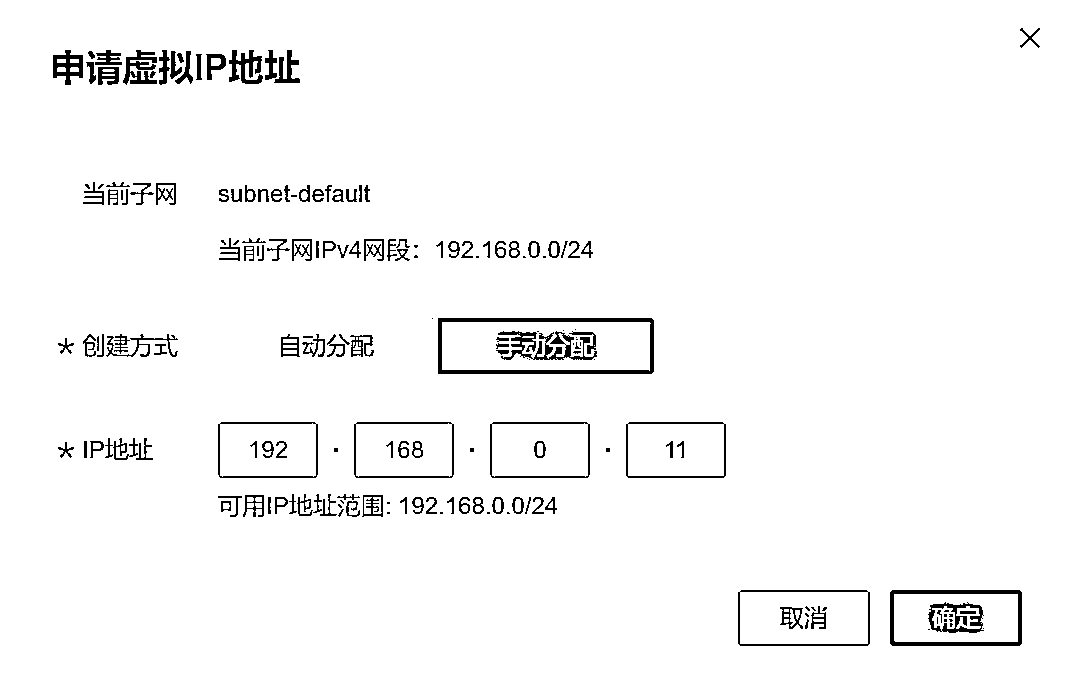 申请虚拟IP地址
当前子网 subnet-default
当前子网IPv4网段：192.168.0.0/24
* 创建方式 自动分配 手动分配
* IP地址 192 · 168 · 0 · 11
可用IP地址范围: 192.168.0.0/24
取消 确定